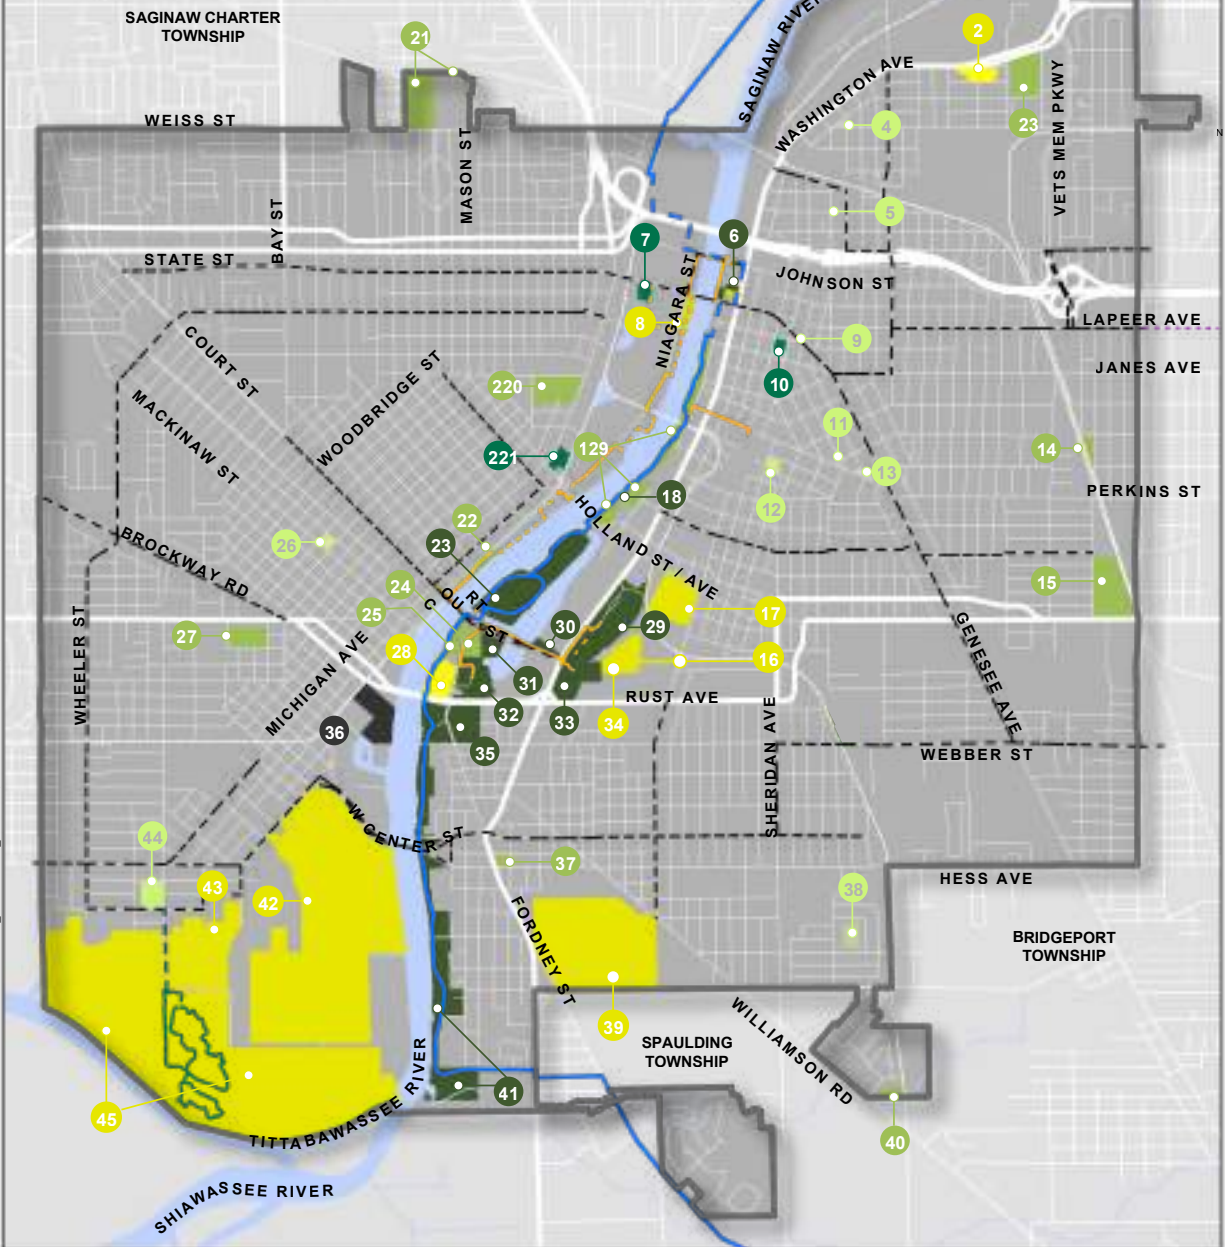 SAGINAW CHARTER
TOWNSHIP
21
2
SAGINAW RIVER
WASHINGTON AVE
VETS MEM PKWY
WEISS ST
MASON ST
4
23
N
BAY ST
5
7
6
STATE ST
NIAGARA ST
JOHNSON ST
8
LAPEER AVE
9
COURT ST
WOODBRIDGE ST
JANES AVE
10
220
MACKINAW ST
11
221
129
14
13
12
PERKINS ST
18
HOLLAND ST / AVE
22
BROCKWAY RD
26
23
24
15
COURT ST
25
17
WHEELER ST
27
MICHIGAN AVE
28
30
29
GENESEE AVE
16
31
RUST AVE
32
33
34
36
35
SHERIDAN AVE
WEBBER ST
W CENTER ST
44
37
43
42
38
HESS AVE
FORDNEY ST
BRIDGEPORT
TOWNSHIP
39
WILLIAMSON RD
SPAULDING
TOWNSHIP
41
45
40
TITTABAWASSEE RIVER
SHIAWASSEE RIVER